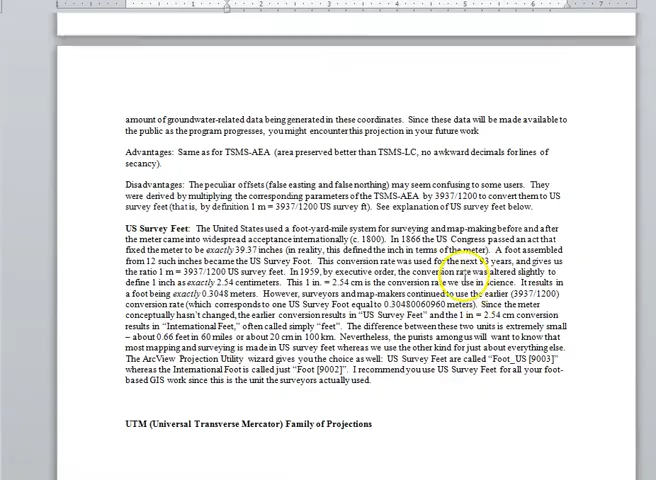 1 2 3 4 5 6 7
amount of groundwater-related data being generated in these coordinates. Since these data will be made available to
the public as the program progresses, you might encounter this projection in your future work
Advantages: Same as for TSMS-AEA (area preserved better than TSMS-LC, no awkward decimals for lines of
secancy).
Disadvantages: The peculiar offsets (false easting and false northing) may seem confusing to some users. They
were derived by multiplying the corresponding parameters of the TSMS-AEA by 3937/1200 to convert them to US
survey feet (that is, by definition 1 m = 3937/1200 US survey ft). See explanation of US survey feet below.
US Survey Feet: The United States used a foot-yard-mile system for surveying and map-making before and after
the meter came into widespread acceptance internationally (c. 1800). In 1866 the US Congress passed an act that
fixed the meter to be exactly 39.37 inches (in reality, this defined the inch in terms of the meter). A foot assembled
from 12 such inches became the US Survey Foot. This conversion rate was used for the next 93 years, and gives us
the ratio 1 m = 3937/1200 US survey feet. In 1959, by executive order, the conversion rate was altered slightly to
define 1 inch as exactly 2.54 centimeters. This 1 in. = 2.54 cm is the conversion rate we use in science. It results in
a foot being exactly 0.3048 meters. However, surveyors and map-makers continued to use the earlier (3937/1200)
conversion rate (which corresponds to one US Survey Foot equal to 0.30480060960 meters). Since the meter
conceptually hasn't changed, the earlier conversion results in "US Survey Feet" and the 1 in = 2.54 cm conversion
results in "International Feet," often called simply "feet". The difference between these two units is extremely small
– about 0.66 feet in 60 miles or about 20 cm in 100 km. Nevertheless, the purists among us will want to know that
most mapping and surveying is made in US survey feet whereas we use the other kind for just about everything else.
The ArcView Projection Utility wizard gives you the choice as well: US Survey Feet are called "Foot_US [9003]"
whereas the International Foot is called just "Foot [9002]". I recommend you use US Survey Feet for all your foot-
based GIS work since this is the unit the surveyors actually used.
UTM (Universal Transverse Mercator) Family of Projections